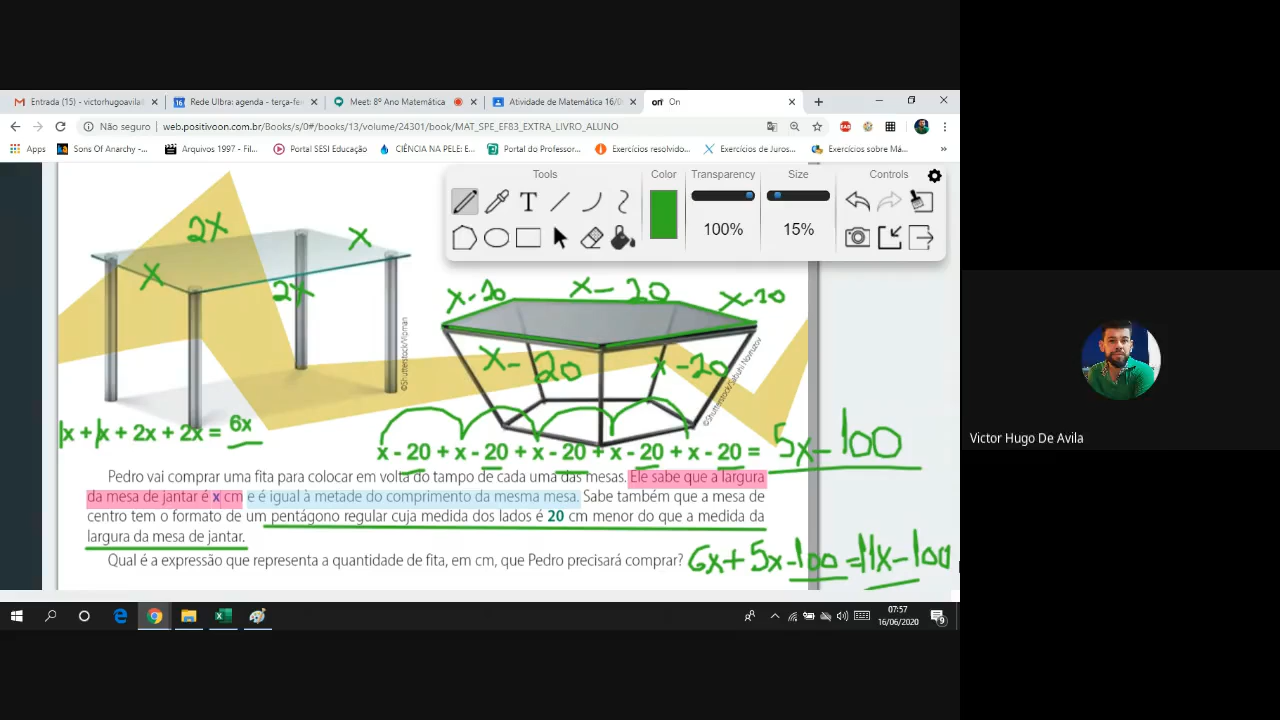 Entrada (15) - victorhugoavila
Rede Ulbra: agenda - terça-fei
Meet: 8º Ano Matemática
Atividade de Matemática 16/0
On
Não seguro
web.positivoon.com.br/Books/s/0#/books/13/volume/24301/book/MAT_SPE_EF83_EXTRA_LIVRO_ALUNO
Apps
Sons Of Anarchy -...
Arquivos 1997 - Fil...
Portal SESI Educação
CIÊNCIA NA PELE: E...
Portal do Professor...
Exercícios resolvido...
Exercícios de Juros...
Exercícios sobre Má...
»
Tools
Color
Transparency
Size
Controls
100%
15%
2x
x
x
2x
x - 20
x - 20
x - 20
x - 20
x - 20
©Shutterstock/Woman
©Shutterstock/Sabuhi Novruzov
x + x + 2x + 2x = 6x
x - 20 + x - 20 + x - 20 + x - 20 + x - 20 = 5x - 100
Pedro vai comprar uma fita para colocar em volta do tampo de cada uma das mesas. Ele sabe que a largura
da mesa de jantar é x cm e é igual à metade do comprimento da mesma mesa. Sabe também que a mesa de
centro tem o formato de um pentágono regular cuja medida dos lados é 20 cm menor do que a medida da
largura da mesa de jantar.
Qual é a expressão que representa a quantidade de fita, em cm, que Pedro precisará comprar? 6x + 5x - 100 = 11x - 100
Victor Hugo De Avila
07:57
16/06/2020
9